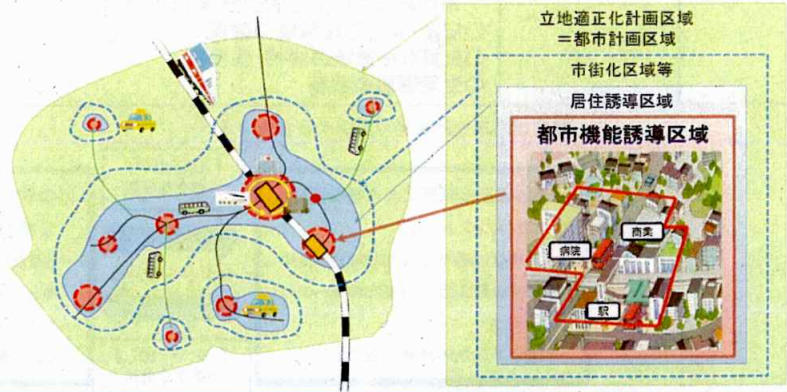 立地適正化計画区域
=都市計画区域
市街化区域等
居住誘導区域
都市機能誘導区域
商業
病院
駅